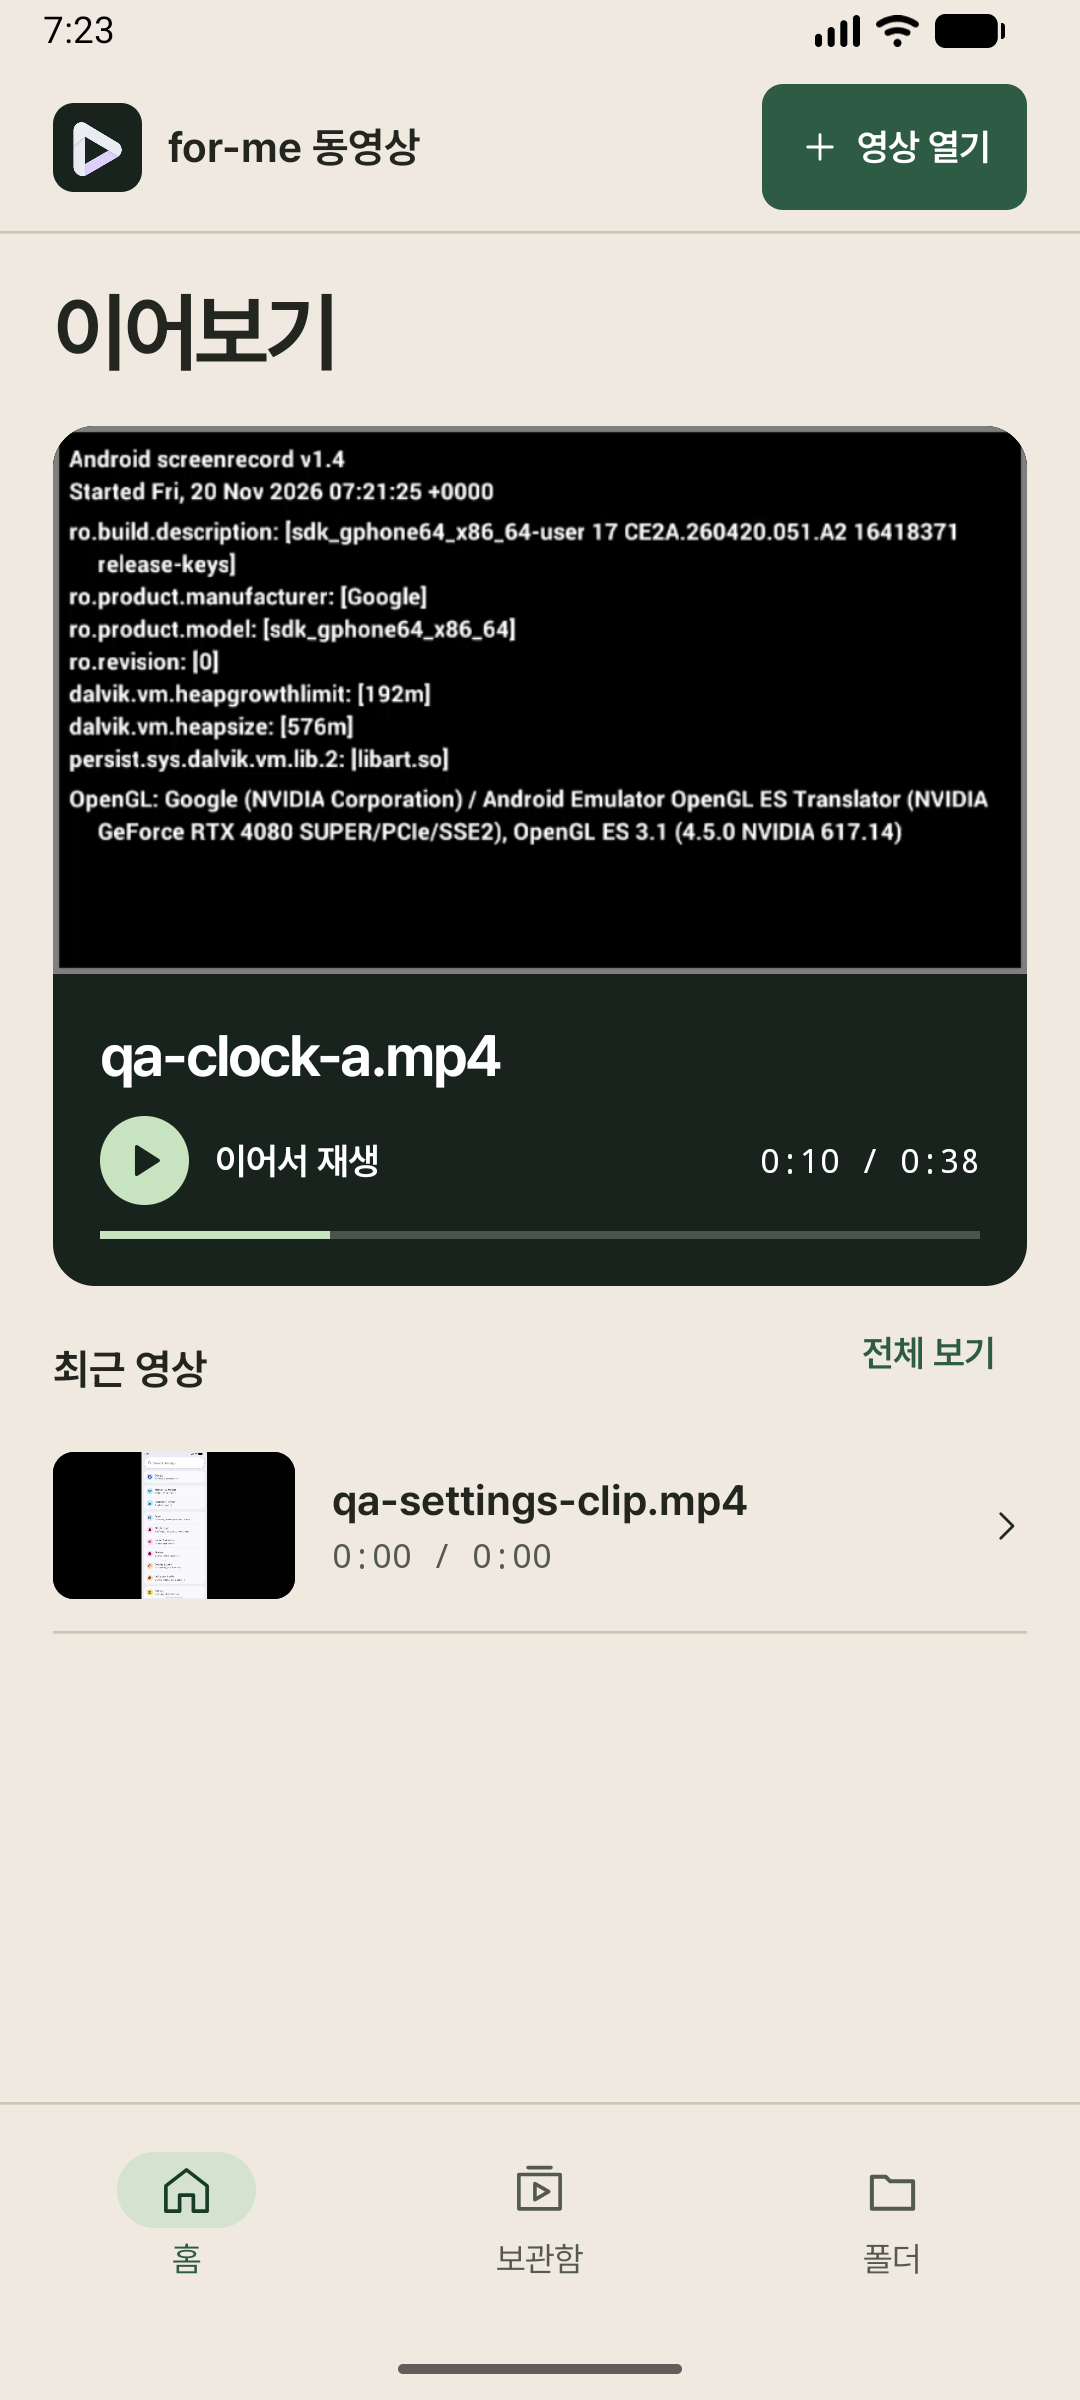 7:23
for-me 동영상
영상 열기
이어보기
Android screenrecord v1.4
Started Fri, 20 Nov 2026 07:21:25 +0000
ro.build.description: [sdk_gphone64_x86_64-user 17 CE2A.260420.051.A2 16418371
release-keys]
ro.product.manufacturer: [Google]
ro.product.model: [sdk_gphone64_x86_64]
ro.revision: [0]
dalvik.vm.heapgrowthlimit: [192m]
dalvik.vm.heapsize: [576m]
persist.sys.dalvik.vm.lib.2: [libart.so]
OpenGL: Google (NVIDIA Corporation) / Android Emulator OpenGL ES Translator (NVIDIA
GeForce RTX 4080 SUPER/PCIe/SSE2), OpenGL ES 3.1 (4.5.0 NVIDIA 617.14)
qa-clock-a.mp4
이어서 재생
0:10 / 0:38
최근 영상
전체 보기
qa-settings-clip.mp4
0:00 / 0:00
홈
보관함
폴더